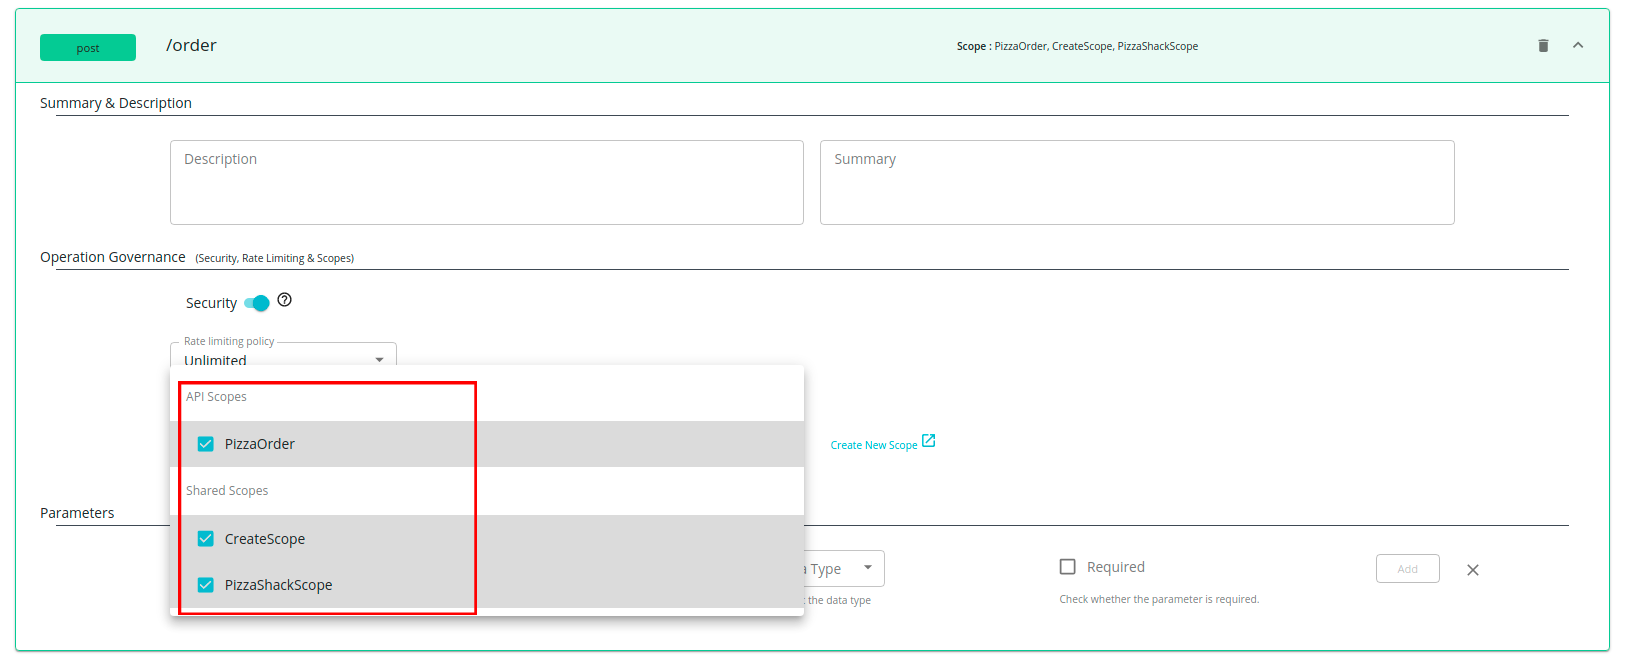 post
/order
Scope : PizzaOrder, CreateScope, PizzaShackScope
Summary & Description
Description
Summary
Operation Governance (Security, Rate Limiting & Scopes)
Security
Rate limiting policy
Unlimited
API Scopes
PizzaOrder
Create New Scope
Shared Scopes
Parameters
CreateScope
PizzaShackScope
Type
the data type
Required
Check whether the parameter is required.
Add